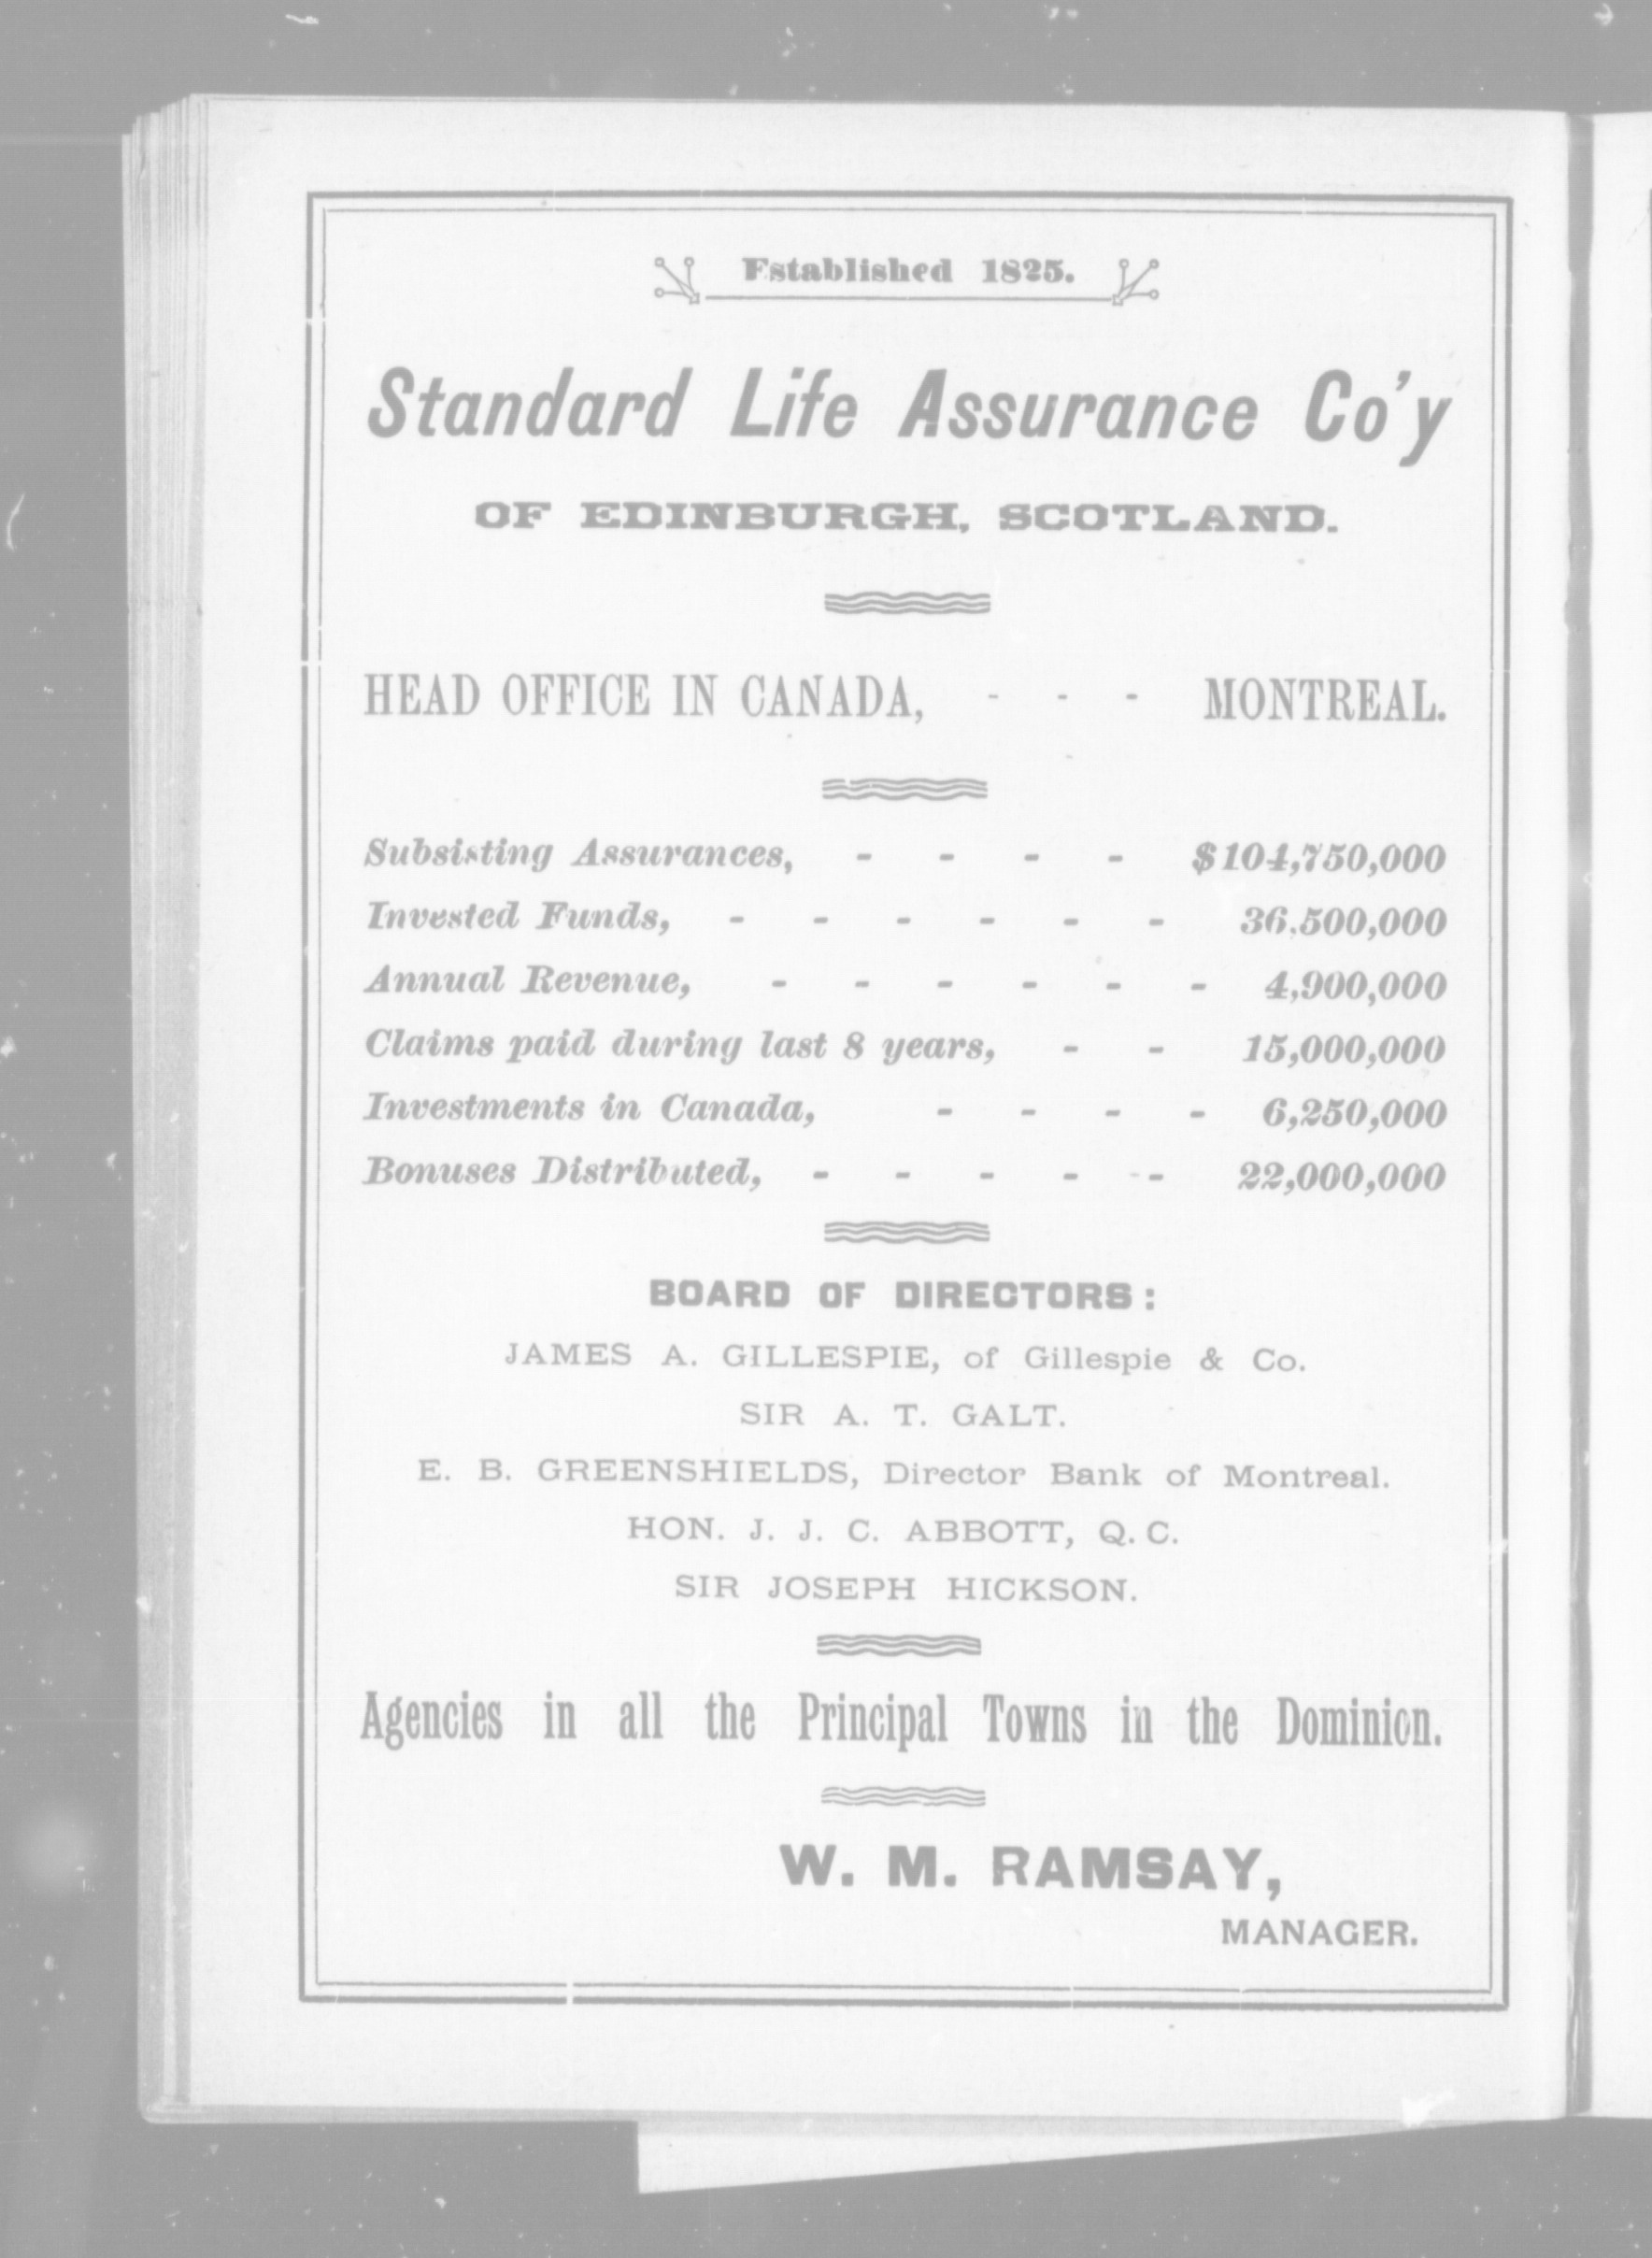 Established 1825.
Standard Life Assurance Co'y
OF EDINBURGH, SCOTLAND.
HEAD OFFICE IN CANADA, - - - MONTREAL.
Subsisting Assurances, - - - - $104,750,000
Invested Funds, - - - - - - 36,500,000
Annual Revenue, - - - - - - 4,900,000
Claims paid during last 8 years, - - 15,000,000
Investments in Canada, - - - - 6,250,000
Bonuses Distributed, - - - - - 22,000,000
BOARD OF DIRECTORS:
JAMES A. GILLESPIE, of Gillespie & Co.
SIR A. T. GALT.
E. B. GREENSHIELDS, Director Bank of Montreal.
HON. J. J. C. ABBOTT, Q. C.
SIR JOSEPH HICKSON.
Agencies in all the Principal Towns in the Dominion.
W. M. RAMSAY,
MANAGER.